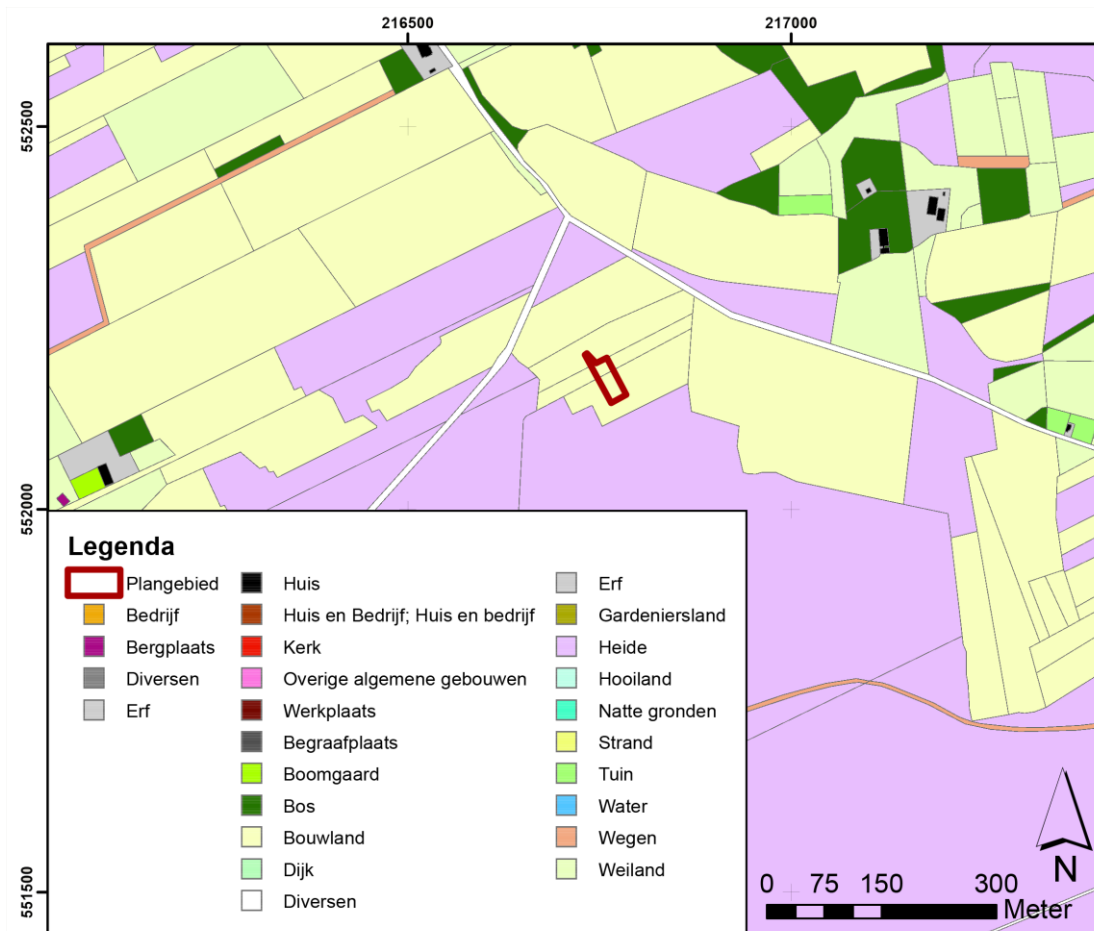 216500 217000
552500
552000
551500
Legenda
Plangebied
Bedrijf
Bergplaats
Diversen
Erf
Huis
Huis en Bedrijf; Huis en bedrijf
Kerk
Overige algemene gebouwen
Werkplaats
Begraafplaats
Boomgaard
Bos
Bouwland
Dijk
Diversen
Erf
Gardeniersland
Heide
Hooiland
Natte gronden
Strand
Tuin
Water
Wegen
Weiland
N
0 75 150 300
Meter